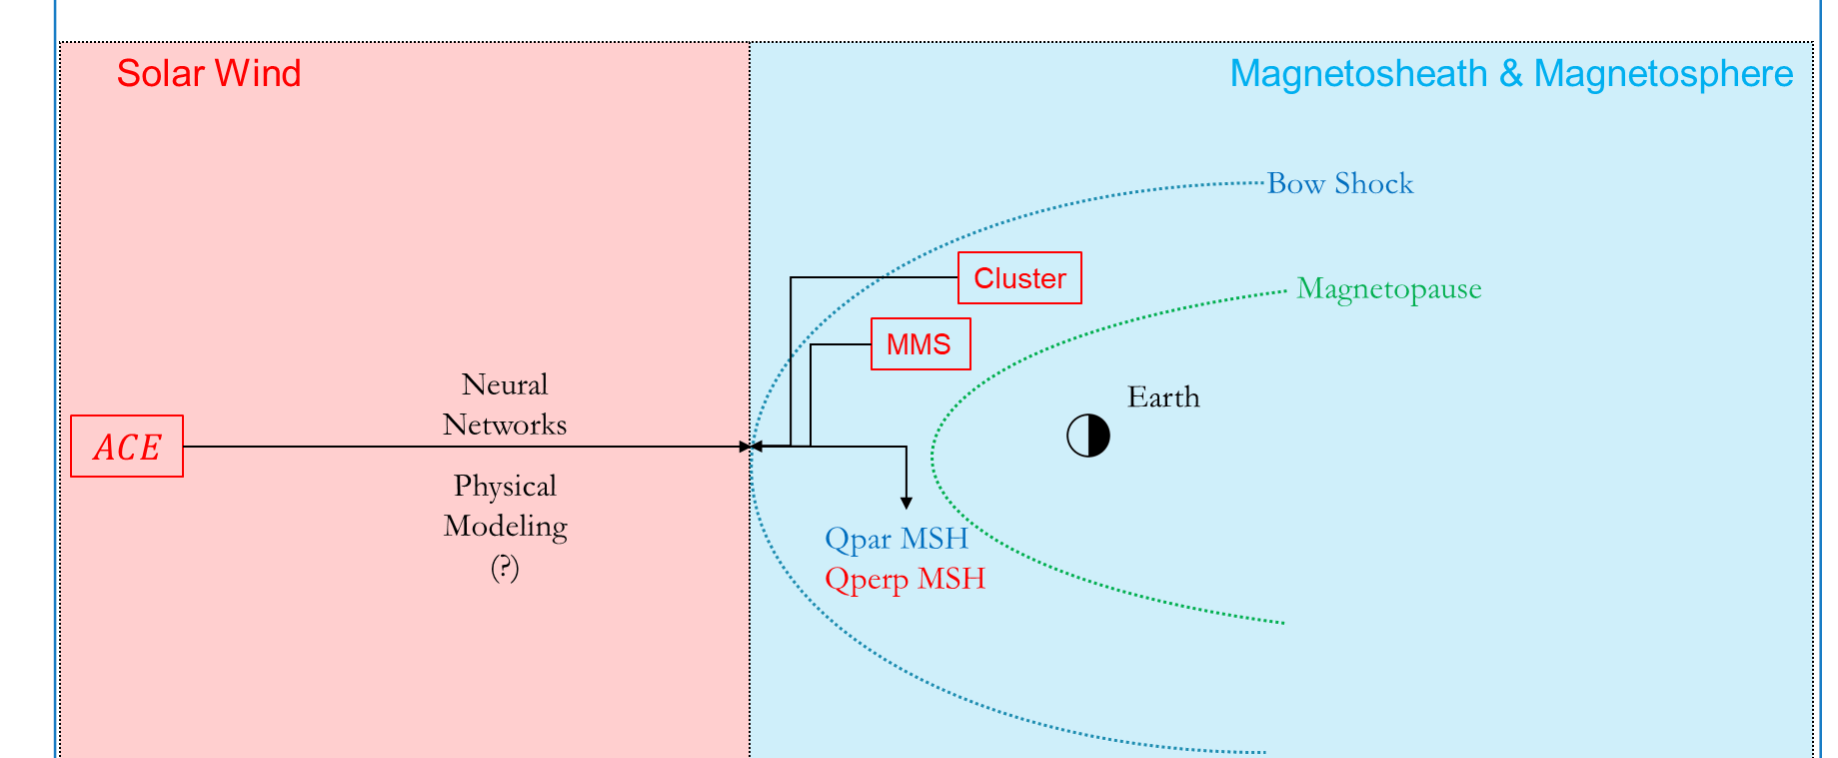 Solar Wind
Magnetosheath & Magnetosphere
Bow Shock
Cluster
Magnetopause
MMS
Neural
Networks
Earth
ACE
Physical
Modeling
(?)
Qpar MSH
Qperp MSH